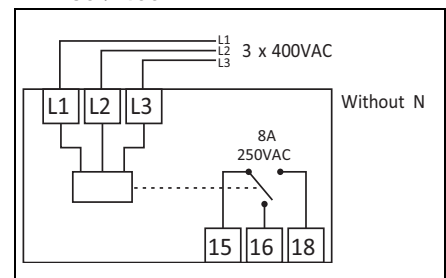 L1
L2 3 x 400VAC
L3
L1 L2 L3 Without N
8A
250VAC
15 16 18